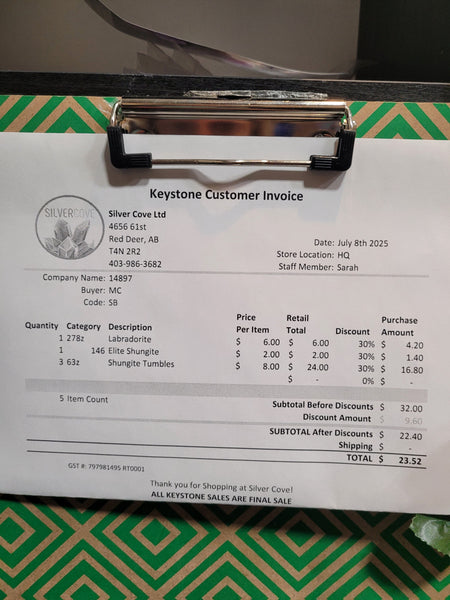 Keystone Customer Invoice
SILVERCOVE
Silver Cove Ltd
4656 61st
Red Deer, AB
T4N 2R2
403-986-3682
Date: July 8th 2025
Store Location: HQ
Staff Member: Sarah
Company Name: 14897
Buyer: MC
Code: SB
Quantity Category Description Price Per Item Retail Total Discount Purchase Amount
1 278z Labradorite $ 6.00 $ 6.00 30% $ 4.20
1 146 Elite Shungite $ 2.00 $ 2.00 30% $ 1.40
3 63z Shungite Tumbles $ 8.00 $ 24.00 30% $ 16.80
$ - 0% $ -
5 Item Count
Subtotal Before Discounts $ 32.00
Discount Amount $ 9.60
SUBTOTAL After Discounts $ 22.40
Shipping $ -
TOTAL $ 23.52
GST #: 797981495 RT0001
Thank you for Shopping at Silver Cove!
ALL KEYSTONE SALES ARE FINAL SALE